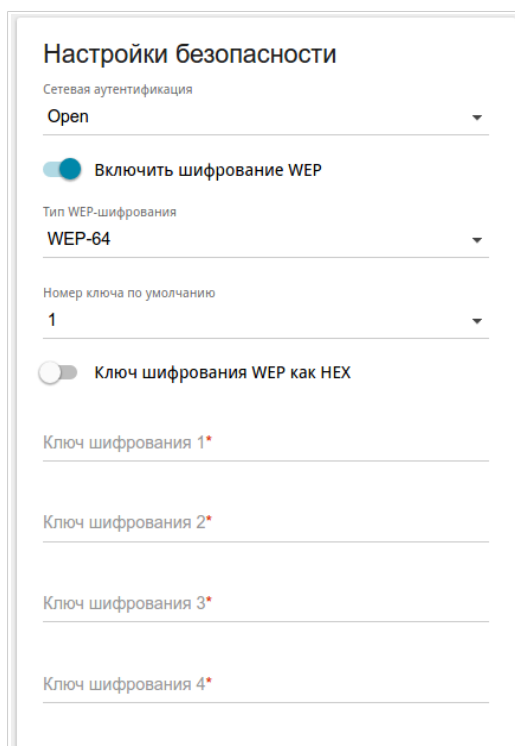 Настройки безопасности
Сетевая аутентификация
Open
Включить шифрование WEP
Тип WEP-шифрования
WEP-64
Номер ключа по умолчанию
1
Ключ шифрования WEP как HEX
Ключ шифрования 1*
Ключ шифрования 2*
Ключ шифрования 3*
Ключ шифрования 4*